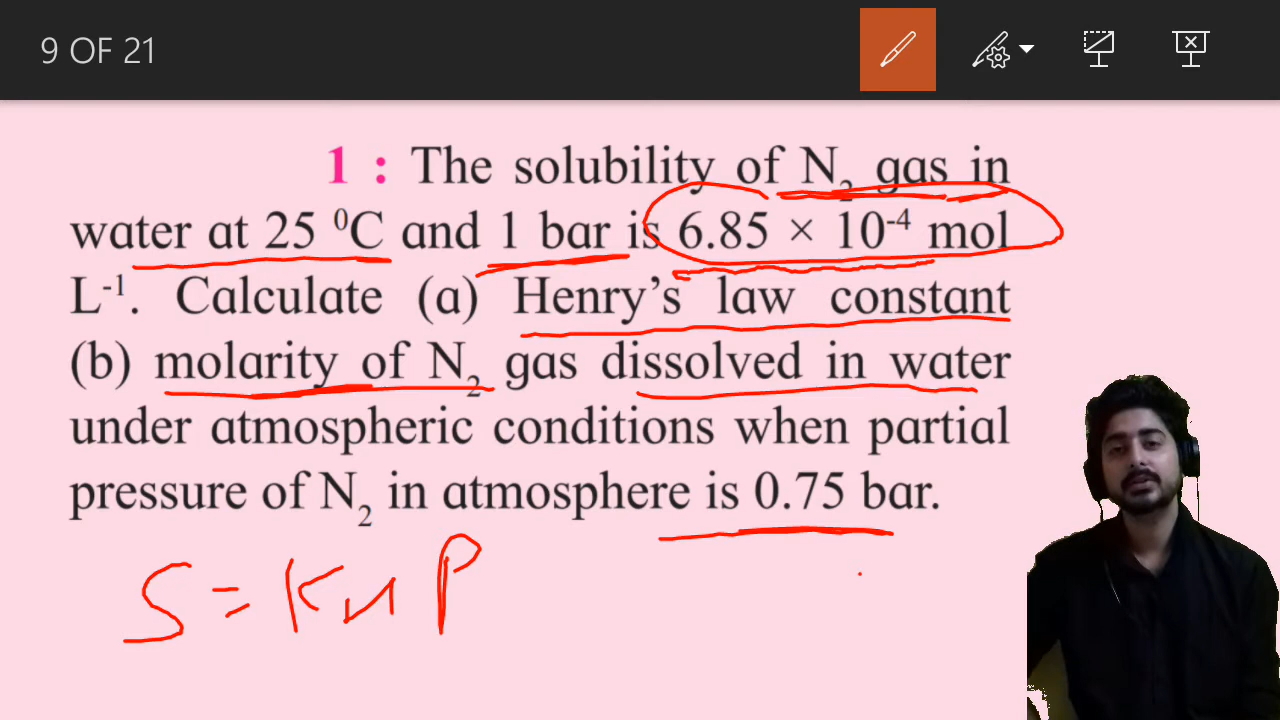 9 OF 21
1 : The solubility of N₂ gas in
water at 25 ⁰C and 1 bar is 6.85 × 10⁻⁴ mol
L⁻¹. Calculate (a) Henry’s law constant
(b) molarity of N₂ gas dissolved in water
under atmospheric conditions when partial
pressure of N₂ in atmosphere is 0.75 bar.
S = KH P